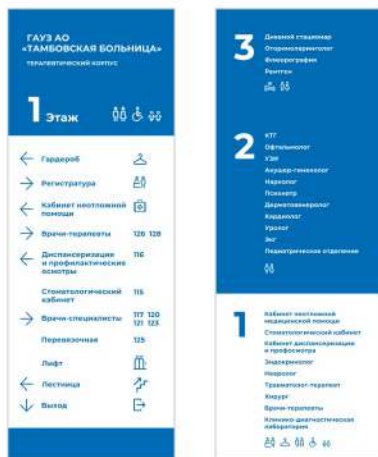 ГАУЗ АО
«ТАМБОВСКАЯ БОЛЬНИЦА»
ТЕРАПЕВТИЧЕСКИЙ КОРПУС
1 Этаж
Гардероб
Регистратура
Кабинет неотложной
помощи
Врачи-терапевты 126 128
Диспансеризация
и профилактические
осмотры 116
Стоматологический
кабинет 115
Врачи-специалисты 117 120
121 123
Перевязочная 125
Лифт
Лестница
Выход
3
Дневной стационар
Оториноларинголог
Флюорография
Рентген
2
КТГ
Офтальмолог
УЗИ
Акушер-гинеколог
Нарколог
Психиатр
Дерматовенеролог
Кардиолог
Уролог
Экг
Педиатрическое отделение
1
Кабинет неотложной
медицинской помощи
Стоматологический кабинет
Кабинет диспансеризации
и профосмотра
Эндокринолог
Невролог
Травматолог-терапевт
Хирург
Врачи-терапевты
Клинико-диагностическая
лаборатория